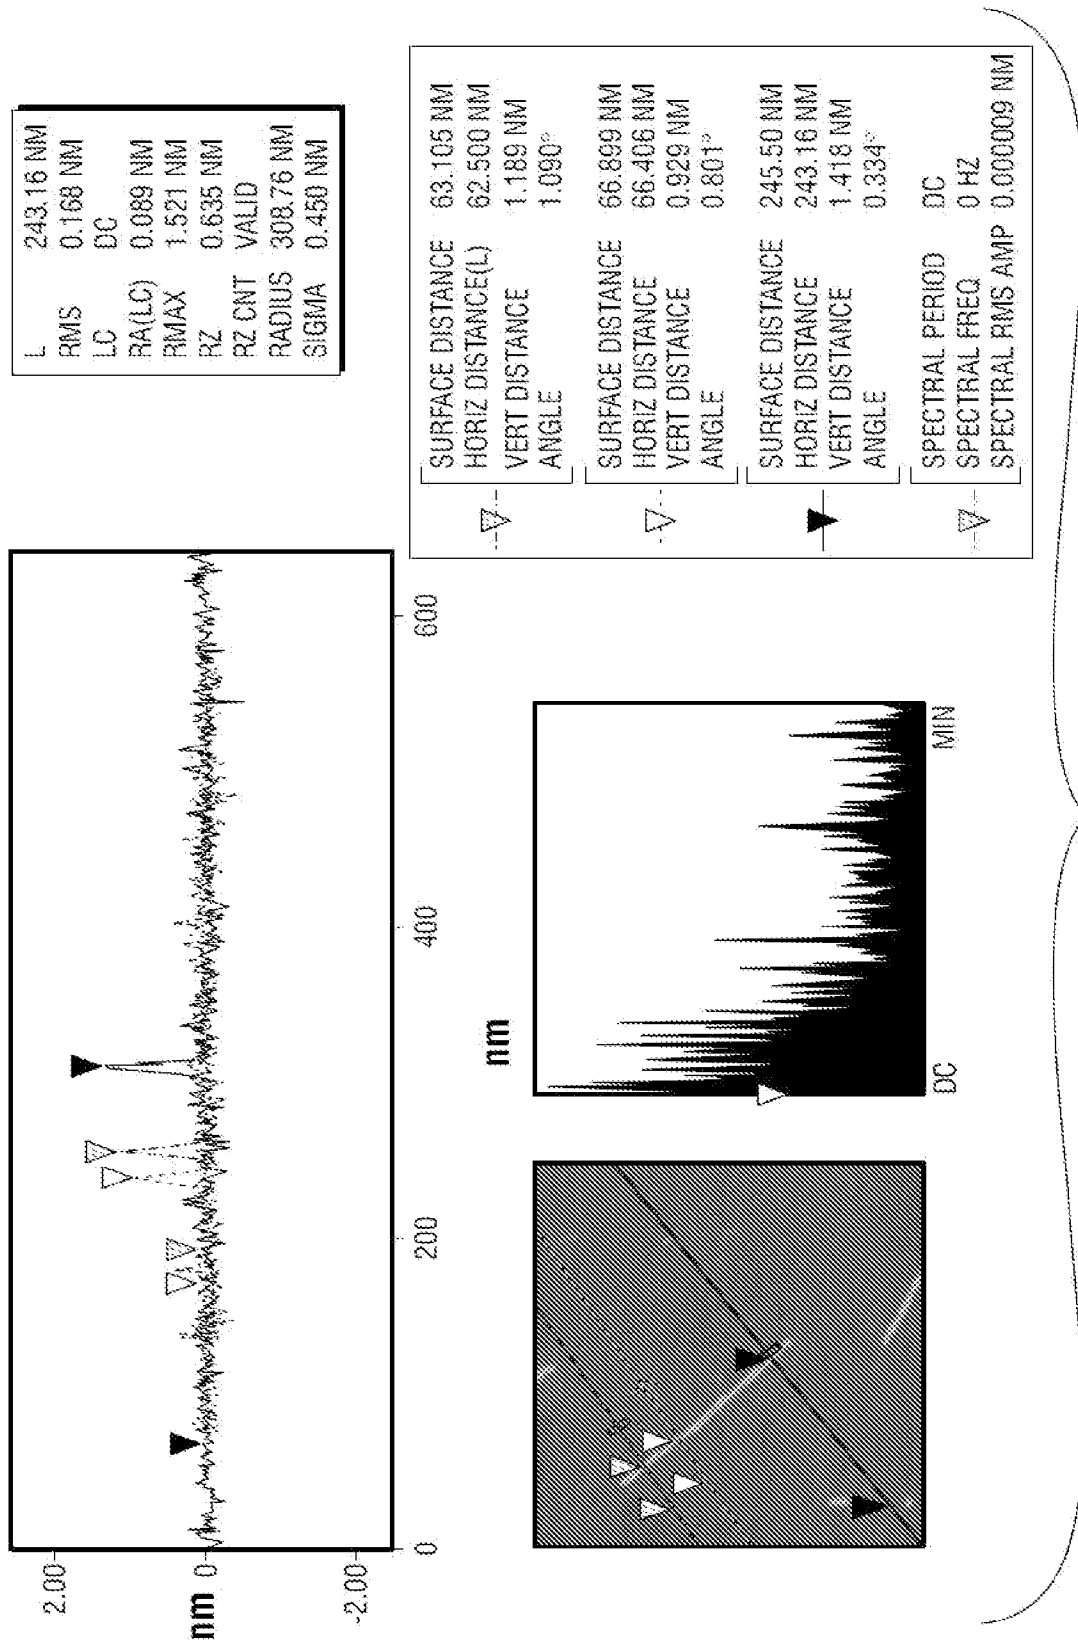 2.00
nm 0
-2.00
0
200
400
600
nm
L 243.16 NM
RMS 0.168 NM
LC DC
RA(LC) 0.089 NM
RMAX 1.521 NM
RZ 0.635 NM
RZ CNT VALID
RADIUS 308.76 NM
SIGMA 0.450 NM
DC
MIN
SURFACE DISTANCE 63.105 NM
HORIZ DISTANCE(L) 62.500 NM
VERT DISTANCE 1.189 NM
ANGLE 1.090°
SURFACE DISTANCE 66.899 NM
HORIZ DISTANCE 66.406 NM
VERT DISTANCE 0.929 NM
ANGLE 0.801°
SURFACE DISTANCE 245.50 NM
HORIZ DISTANCE 243.16 NM
VERT DISTANCE 1.418 NM
ANGLE 0.334°
SPECTRAL PERIOD DC
SPECTRAL FREQ 0 HZ
SPECTRAL RMS AMP 0.000009 NM